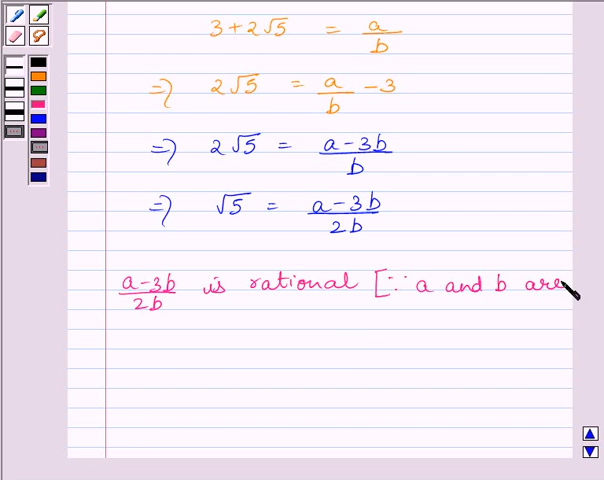 3 + 2√5 = a/b
⇒ 2√5 = a/b - 3
⇒ 2√5 = (a - 3b)/b
⇒ √5 = (a - 3b)/2b
(a - 3b)/2b is rational [∵ a and b are